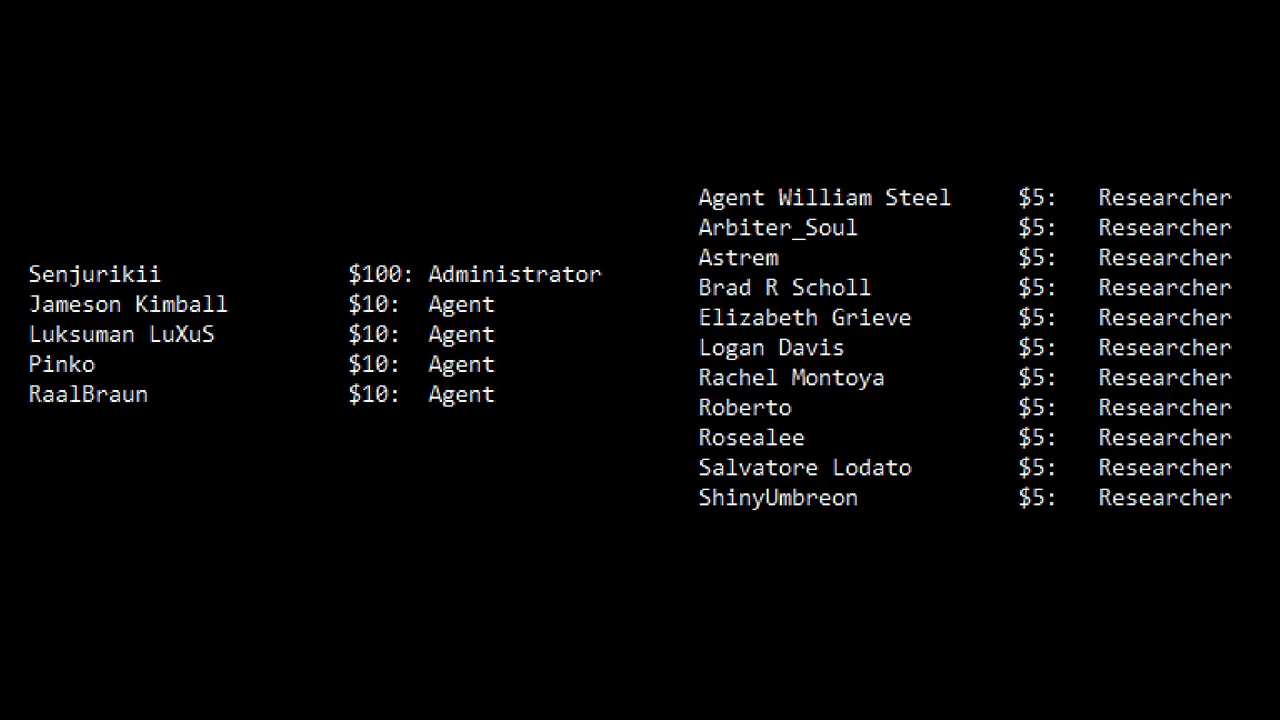 Senjurikii $100: Administrator
Jameson Kimball $10: Agent
Luksuman LuXuS $10: Agent
Pinko $10: Agent
RaalBraun $10: Agent
Agent William Steel $5: Researcher
Arbiter_Soul $5: Researcher
Astrem $5: Researcher
Brad R Scholl $5: Researcher
Elizabeth Grieve $5: Researcher
Logan Davis $5: Researcher
Rachel Montoya $5: Researcher
Roberto $5: Researcher
Rosealee $5: Researcher
Salvatore Lodato $5: Researcher
ShinyUmbreon $5: Researcher